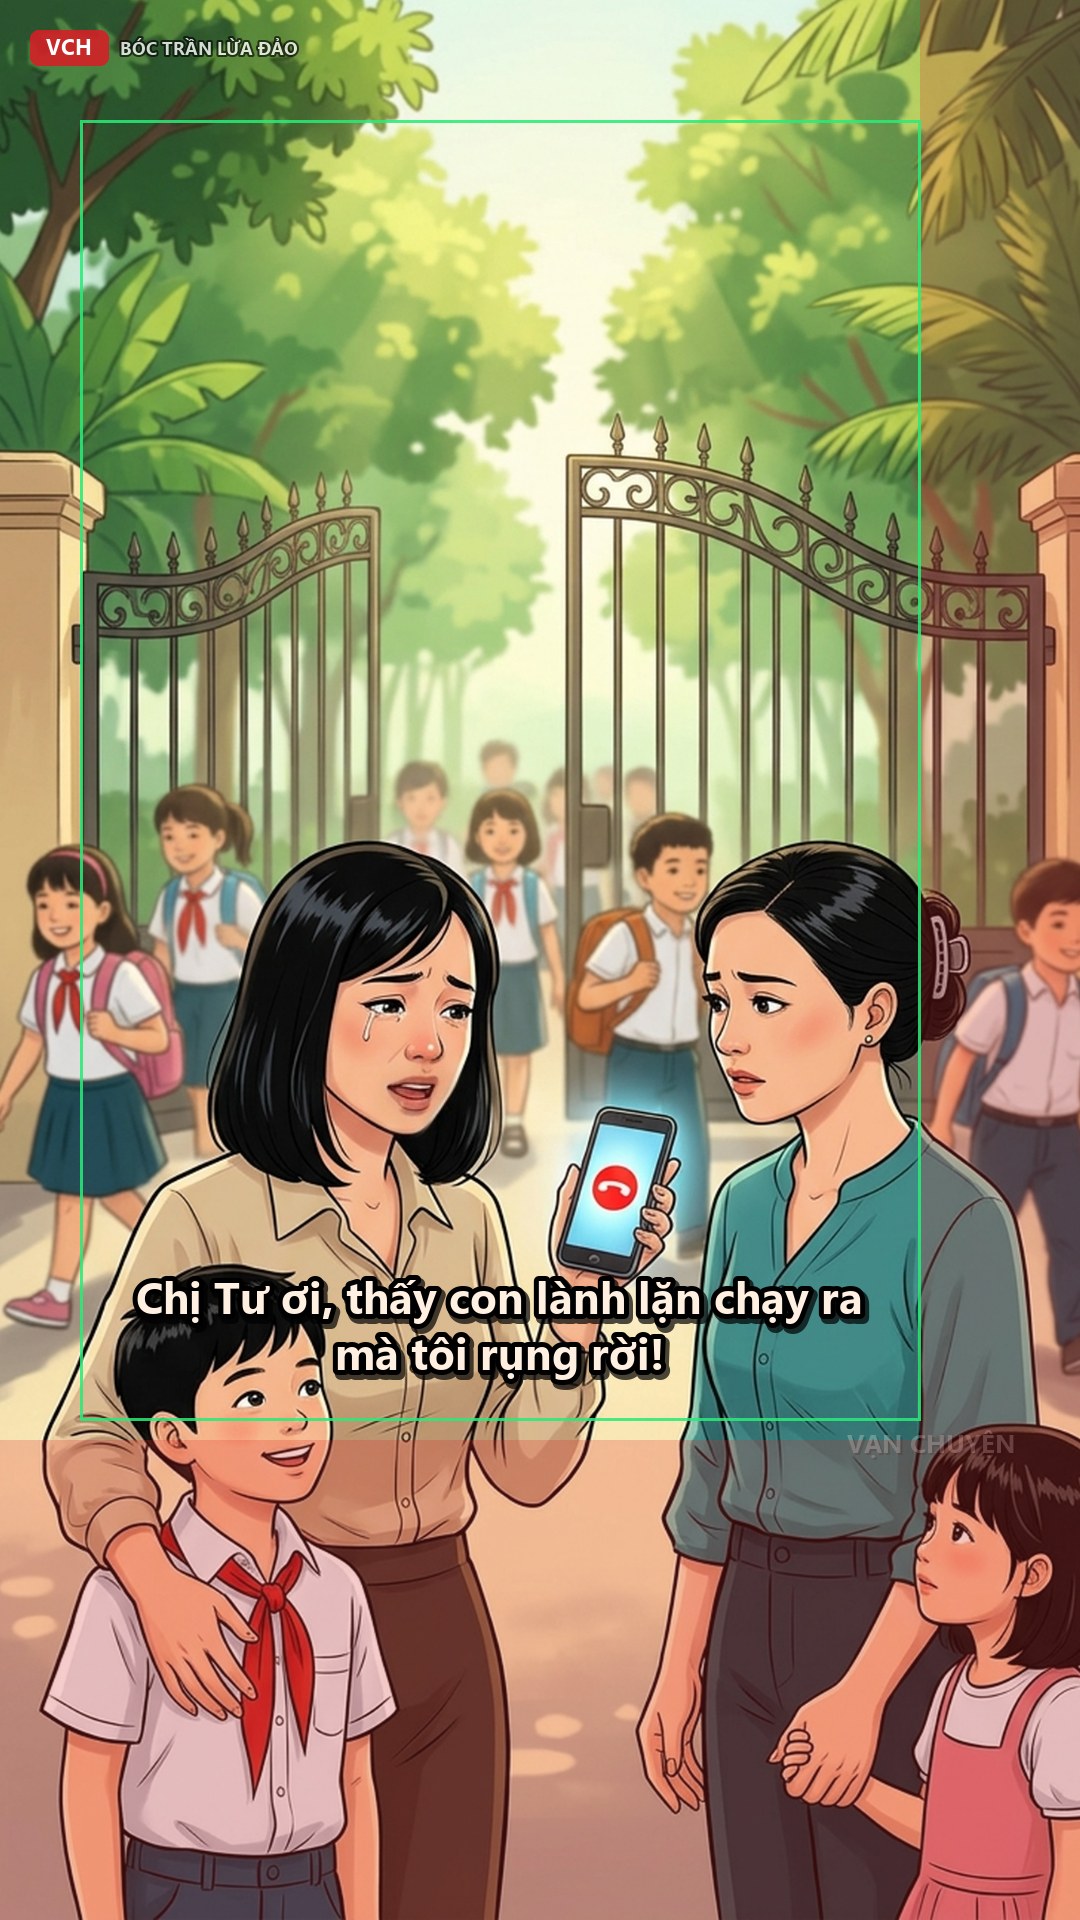 VCH BÓC TRẦN LỪA ĐẢO
Chị Tư ơi, thấy con lành lặn chạy ra
mà tôi rụng rời!
VẠN CHUYÊN